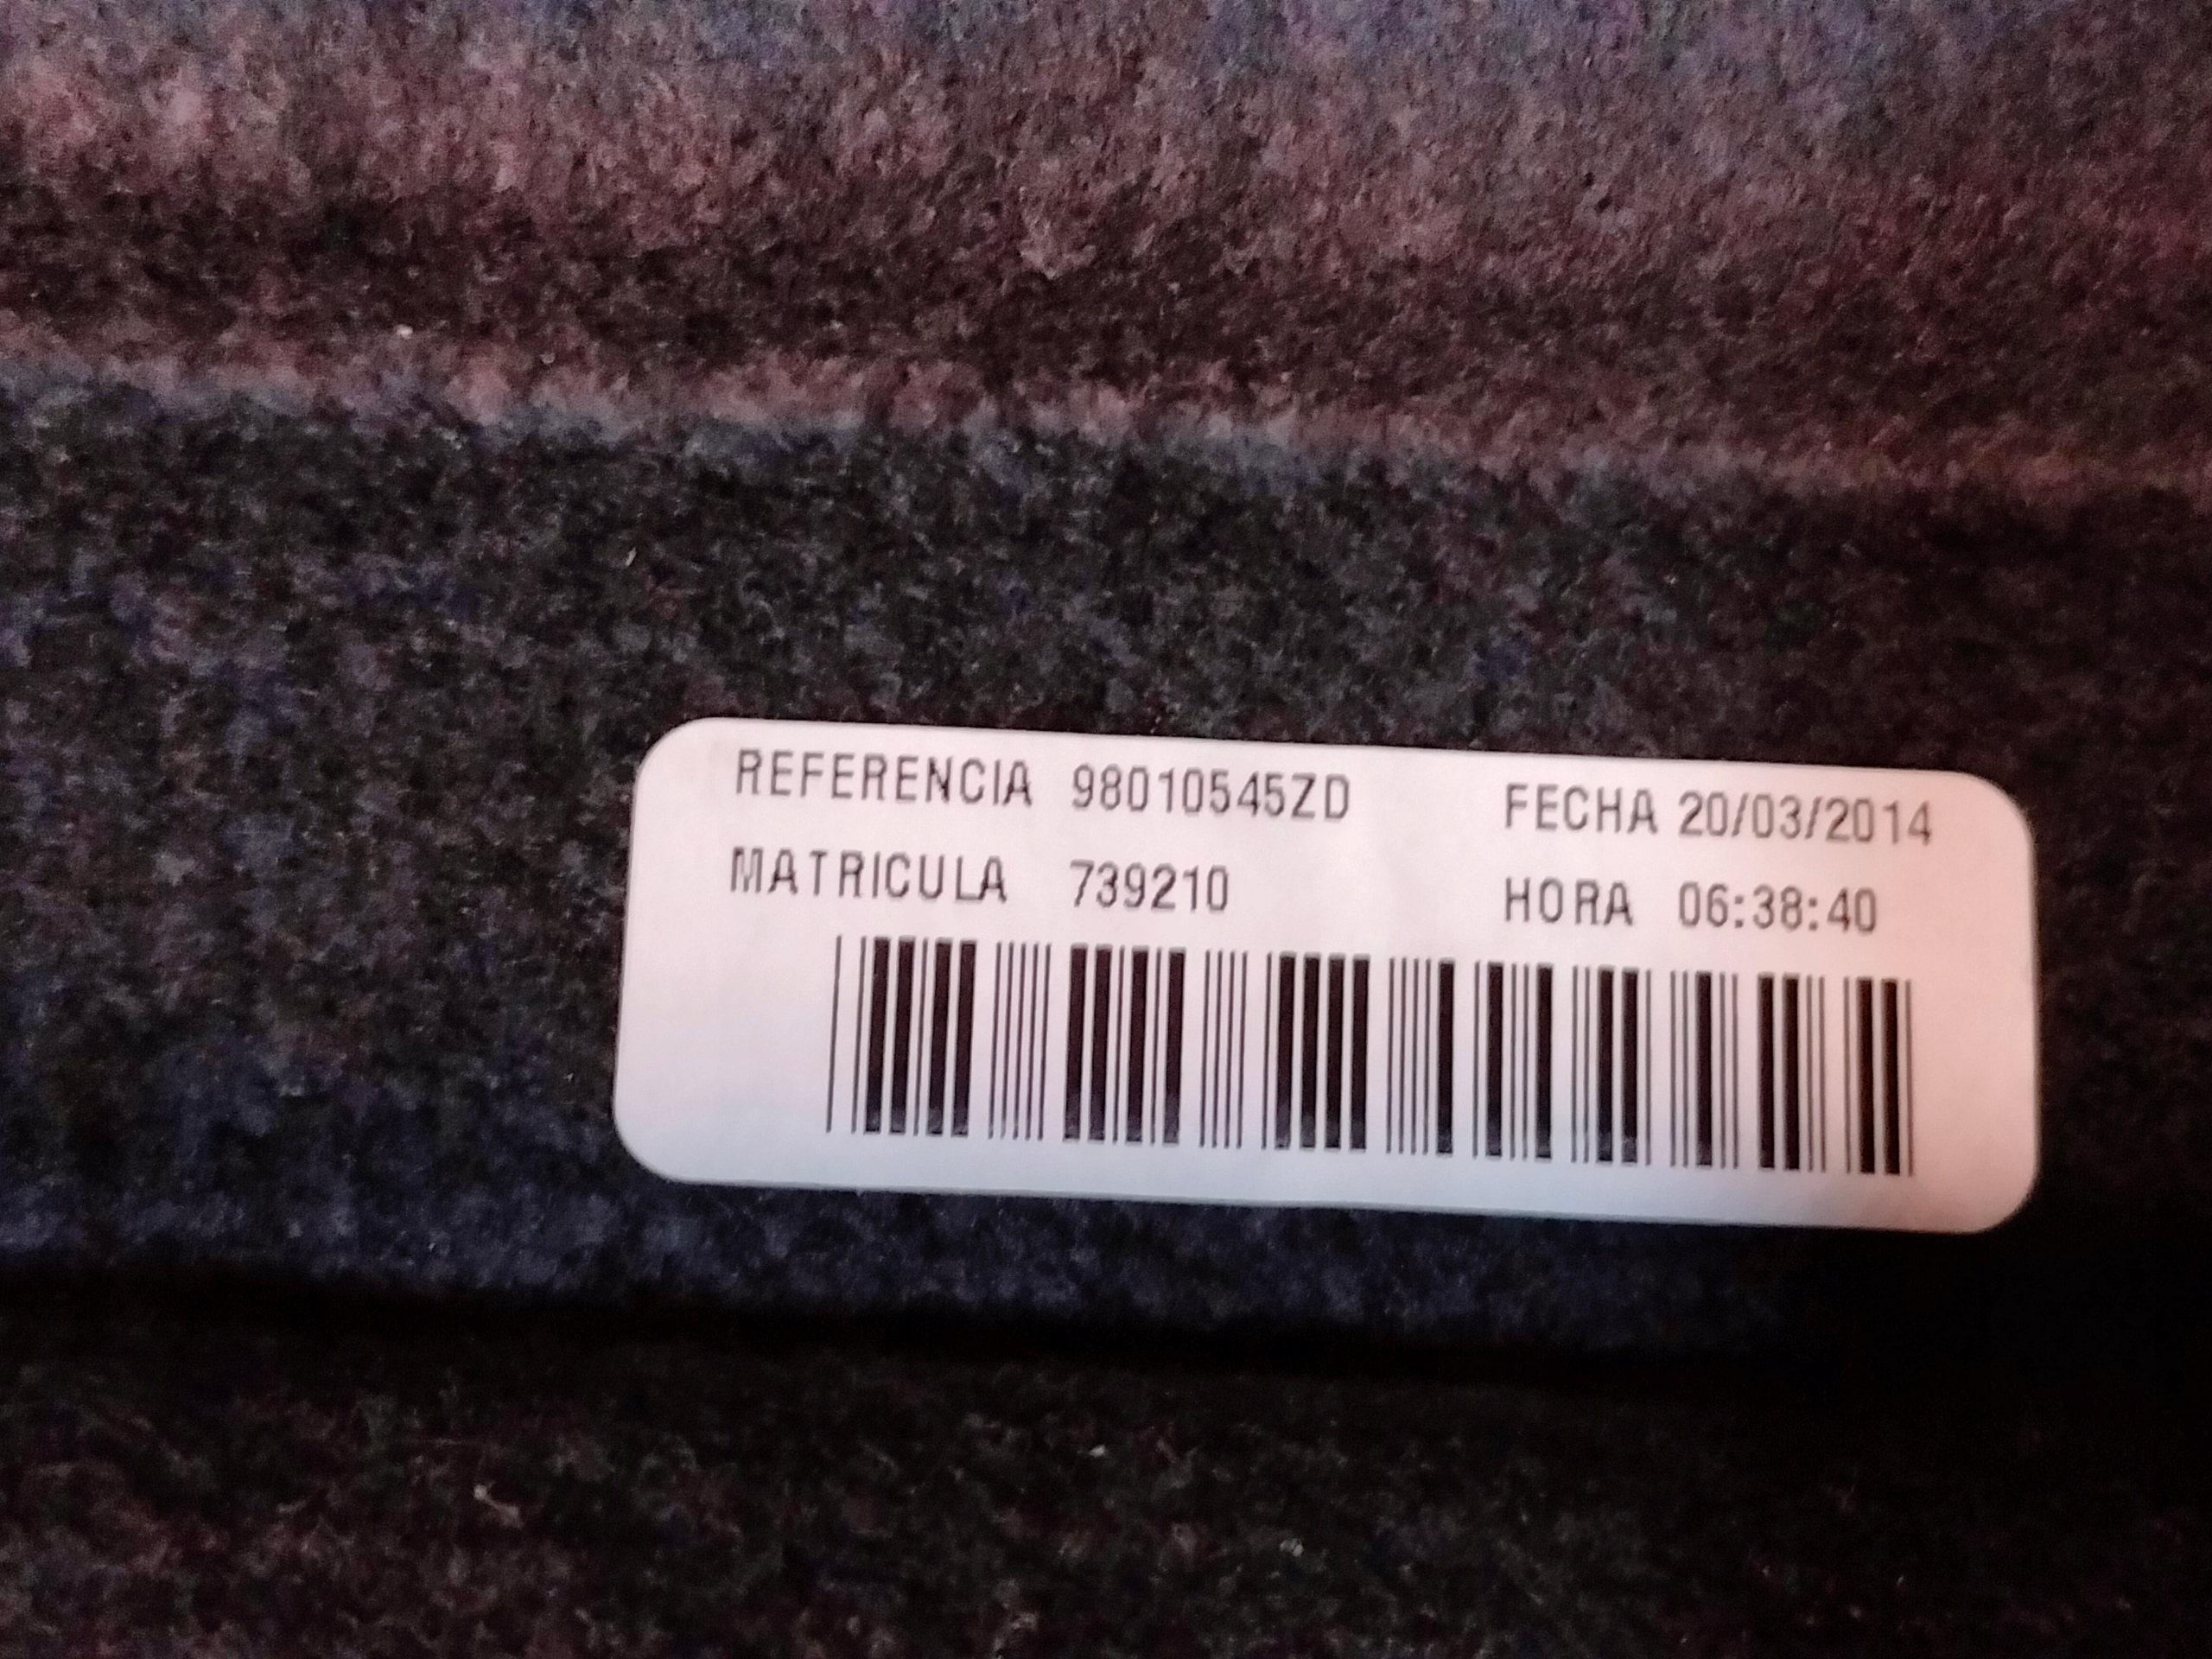 REFERENCIA 98010545ZD FECHA 20/03/2014
MATRICULA 739210 HORA 06:38:40